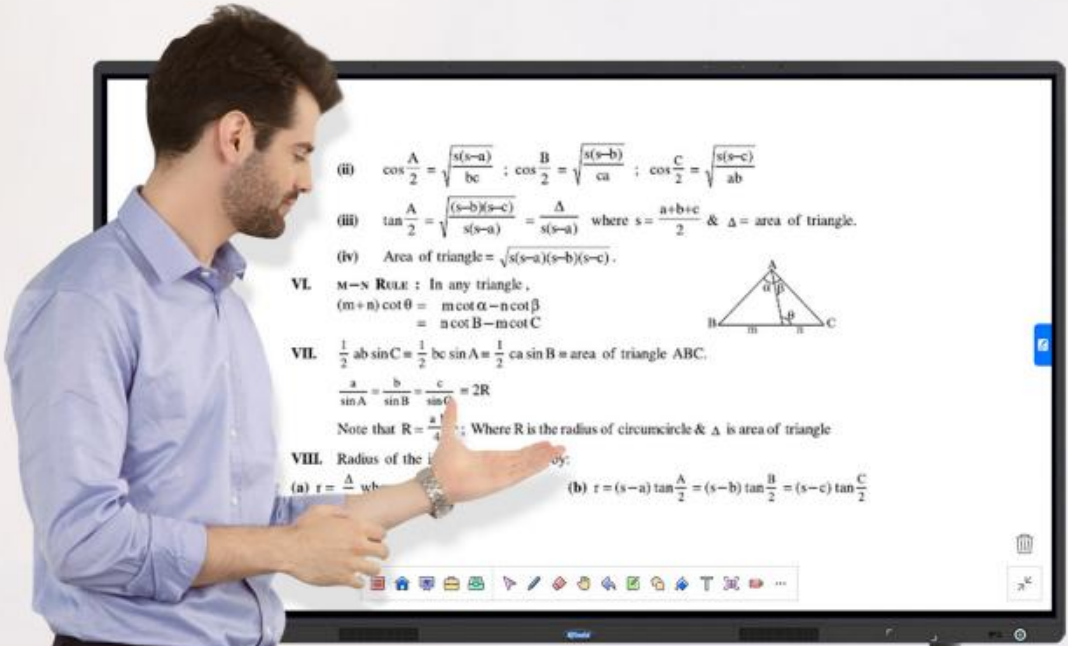 (ii) cos A/2 = √(s(s–a)/bc) ; cos B/2 = √(s(s–b)/ca) ; cos C/2 = √(s(s–c)/ab)
(iii) tan A/2 = √((s–b)(s–c)/s(s–a)) = Δ/s(s–a) where s = a+b+c/2 & Δ = area of triangle.
(iv) Area of triangle = √s(s–a)(s–b)(s–c) .
VI. M–N RULE : In any triangle ,
(m+n) cot θ = m cot α – n cot β
= n cot B – m cot C
A
α β
θ
B m n C
VII. 1/2 ab sin C = 1/2 bc sin A = 1/2 ca sin B = area of triangle ABC.
a/sin A = b/sin B = c/sin C = 2R
Note that R = ; Where R is the radius of circumcircle & Δ is area of triangle
VIII. Radius of the by:
(a) r = Δ (b) r = (s–a) tan A/2 = (s–b) tan B/2 = (s–c) tan C/2
T